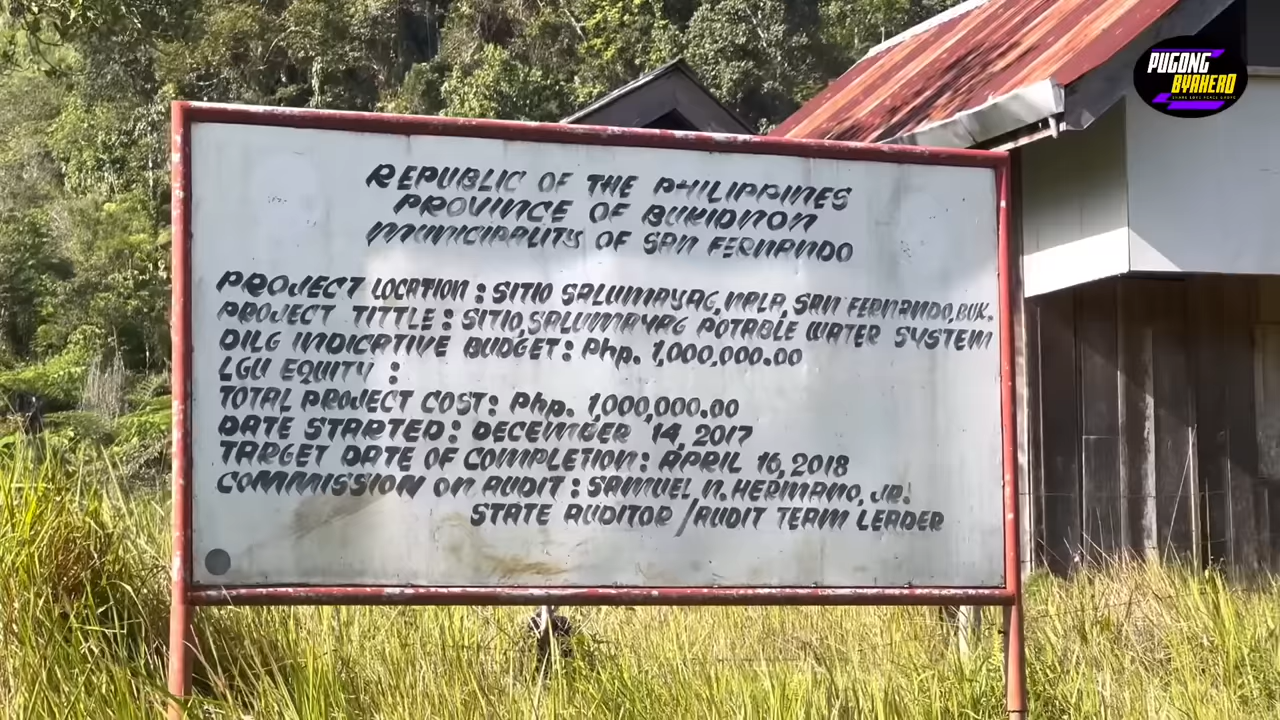 REPUBLIC OF THE PHILIPPINES
PROVINCE OF BUKIDNON
MUNICIPALITY OF SAN FERNANDO
PROJECT LOCATION : SITIO SALUMAYAG, NALA, SAN FERNANDO, BUK.
PROJECT TITTLE : SITIO, SALUMAYAG POTABLE WATER SYSTEM
DILG INDICATIVE BUDGET : Php. 1,000,000.00
LGU EQUITY :
TOTAL PROJECT COST : Php. 1,000,000.00
DATE STARTED : DECEMBER 14, 2017
TARGET DATE OF COMPLETION : APRIL 16, 2018
COMMISSION ON AUDIT : SAMUEL N. HERMANO, JR.
STATE AUDITOR / AUDIT TEAM LEADER
PUGONG
BYAHERO